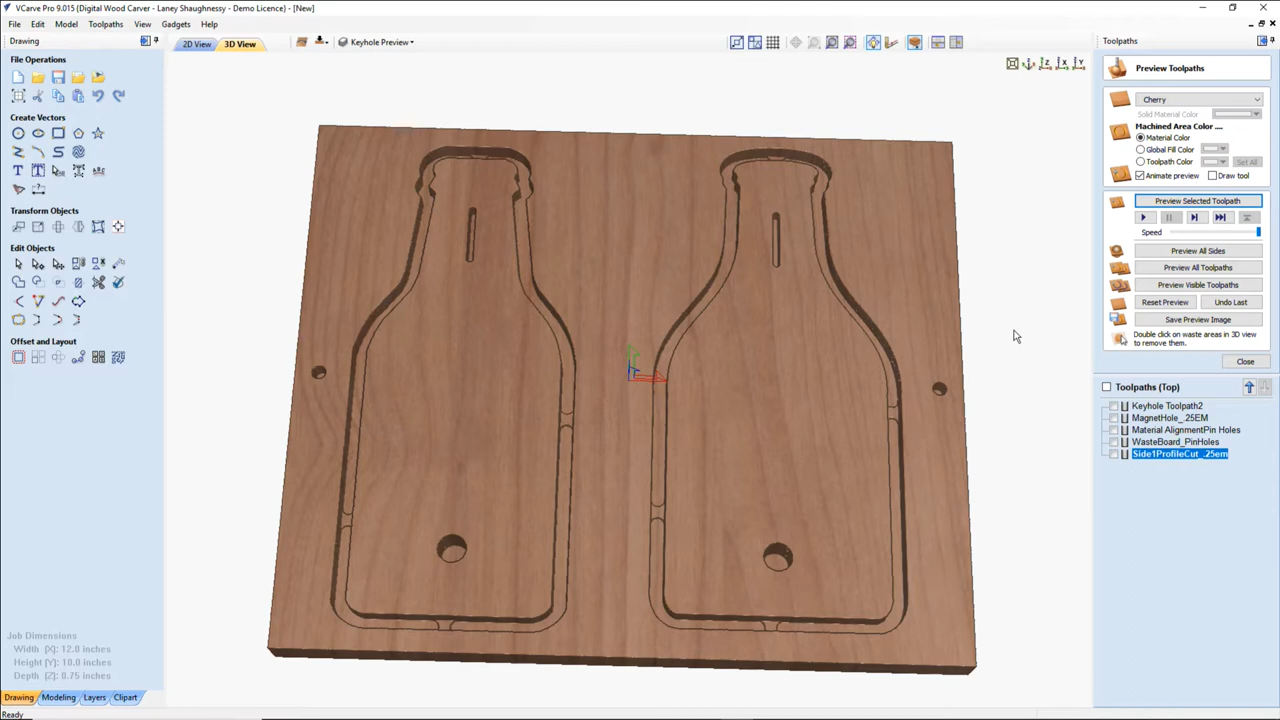 VCarve Pro 9.015 {Digital Wood Carver - Laney Shaughnessy - Demo Licence} - [New]
File Edit Model Toolpaths View Gadgets Help
Drawing
File Operations
Create Vectors
Transform Objects
Edit Objects
Offset and Layout
Job Dimensions
Width (X): 12.0 inches
Height (Y): 10.0 inches
Depth (Z): 0.75 inches
Drawing Modeling Layers Clipart
Ready
2D View 3D View Keyhole Preview
Z X Y
Toolpaths
Preview Toolpaths
Cherry
Solid Material Color
Machined Area Color ....
Material Color
Global Fill Color
Toolpath Color Set All
Animate preview Draw tool
Preview Selected Toolpath
Speed
Preview All Sides
Preview All Toolpaths
Preview Visible Toolpaths
Reset Preview Undo Last
Save Preview Image
Double click on waste areas in 3D view
to remove them.
Close
Toolpaths (Top)
Keyhole Toolpath2
MagnetHole_.25EM
Material AlignmentPin Holes
WasteBoard_PinHoles
Side1ProfileCut_.25em